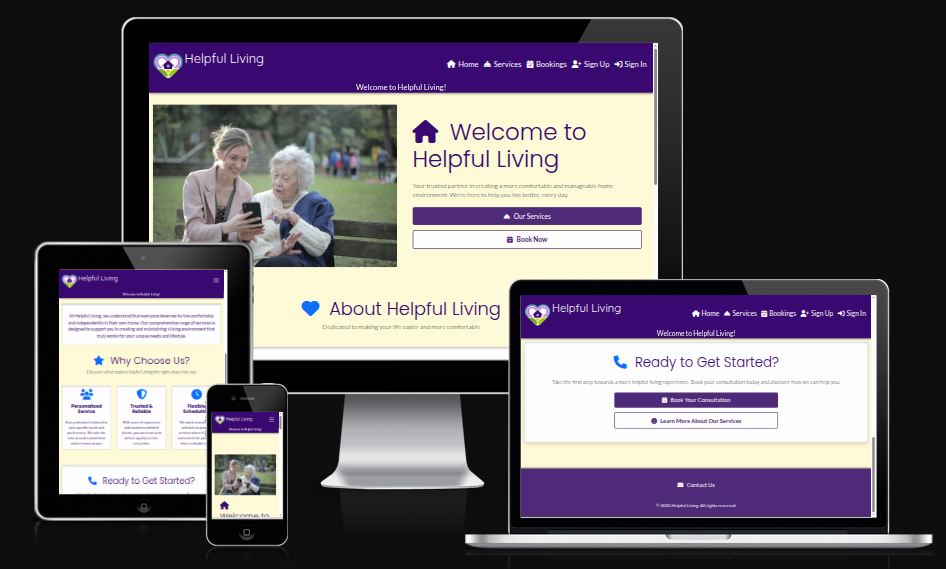 Helpful Living
Home Services Bookings Sign Up Sign In
Welcome to Helpful Living!
Welcome to
Helpful Living
Your trusted partner in creating a more comfortable and manageable home
environment. We're here to help you live better, every day.
Our Services
Book Now
About Helpful Living
Dedicated to making your life easier and more comfortable
Helpful Living
Welcome to Helpful Living!
At Helpful Living, we understand that everyone deserves to live comfortably
and independently in their own home. Our comprehensive range of services is
designed to support you in creating and maintaining a living environment that
truly works for your unique needs and lifestyle.
Why Choose Us?
Discover what makes Helpful Living the right choice for you
Personalized
Service
Trusted &
Reliable
Flexible
Ready to Get Started?
Helpful Living
Welcome to Helpful Living!
Welcome to
Helpful Living
Home Services Bookings Sign Up Sign In
Welcome to Helpful Living!
Ready to Get Started?
Take the first step towards a more helpful living experience. Book your consultation today and discover how we can help you.
Book Your Consultation
Learn More About Our Services
Contact Us
© 2025 Helpful Living. All rights reserved.